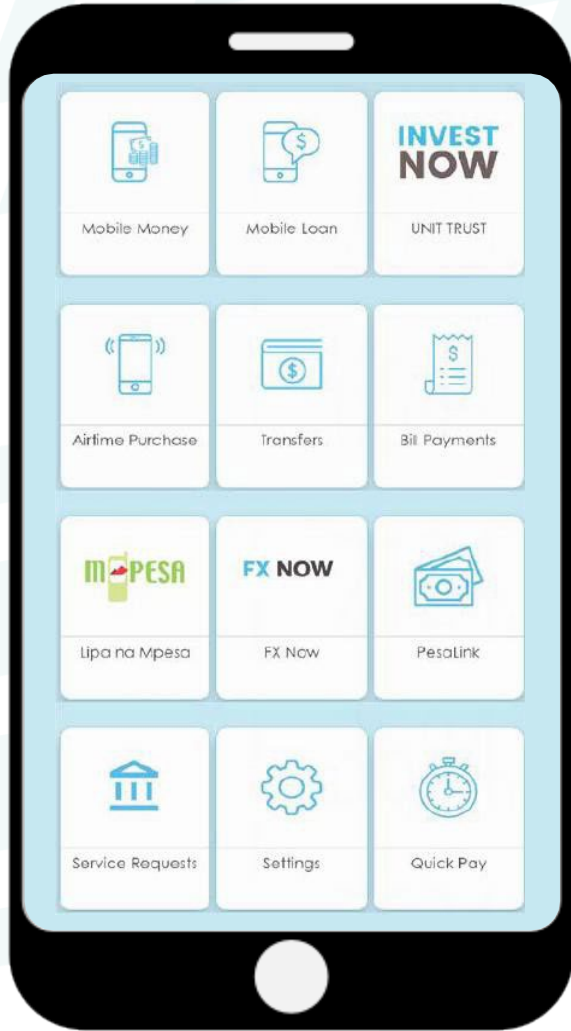 INVEST
NOW
Mobile Money
Mobile Loan
UNIT TRUST
Airtime Purchase
Transfers
$
Bill Payments
M-PESA
FX NOW
Lipa na Mpesa
FX Now
PesaLink
Service Requests
Settings
Quick Pay